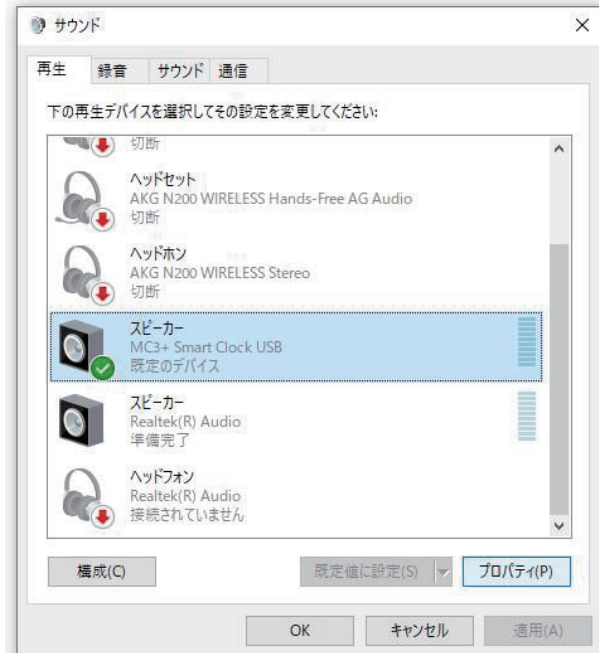 サウンド
再生 録音 サウンド 通信
下の再生デバイスを選択してその設定を変更してください:
切断
ヘッドセット
AKG N200 WIRELESS Hands-Free AG Audio
切断
ヘッドホン
AKG N200 WIRELESS Stereo
切断
スピーカー
MC3+ Smart Clock USB
既定のデバイス
スピーカー
Realtek(R) Audio
準備完了
ヘッドフォン
Realtek(R) Audio
接続されていません
構成(C) 既定値に設定(S) プロパティ(P)
OK キャンセル 適用(A)